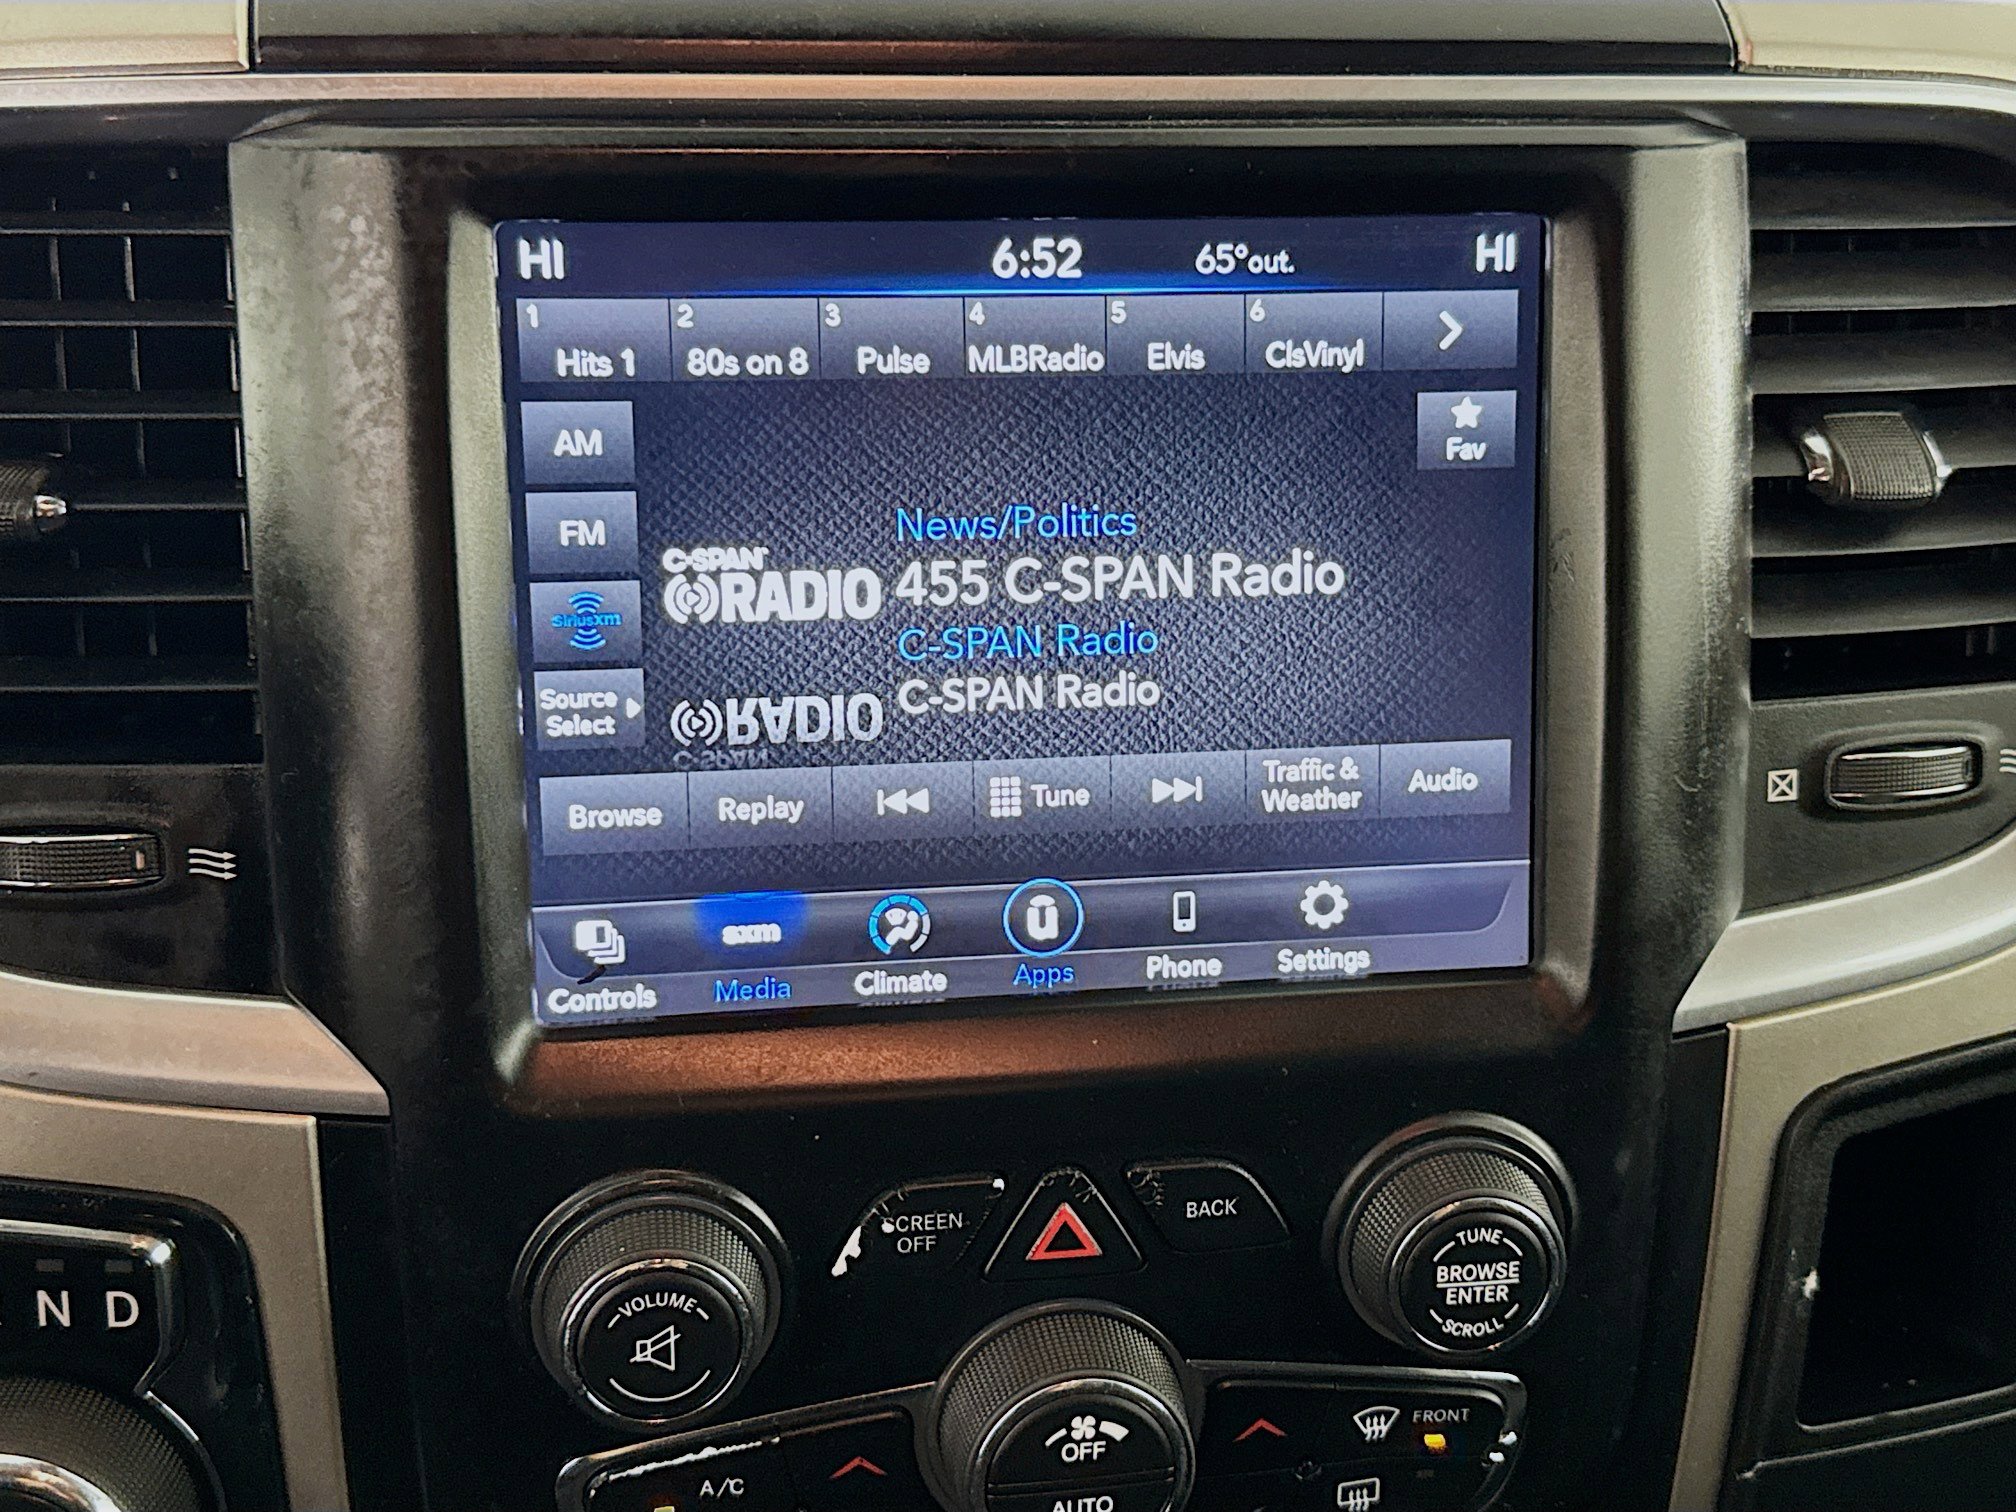 HI 6:52 65°out. HI
1 2 3 4 5 6
Hits 1 80s on 8 Pulse MLBRadio Elvis ClsVinyl
AM
Fav
FM
News/Politics
C-SPAN
RADIO
455 C-SPAN Radio
siriusxm
C-SPAN Radio
Source
Select
C-SPAN Radio
RADIO
C-SPAN
Browse
Replay
Tune
Traffic &
Weather
Audio
sxm
Controls
Media
Climate
Apps
Phone
Settings
SCREEN
OFF
BACK
TUNE
BROWSE
ENTER
SCROLL
VOLUME
N D
OFF
AUTO
A/C
FRONT